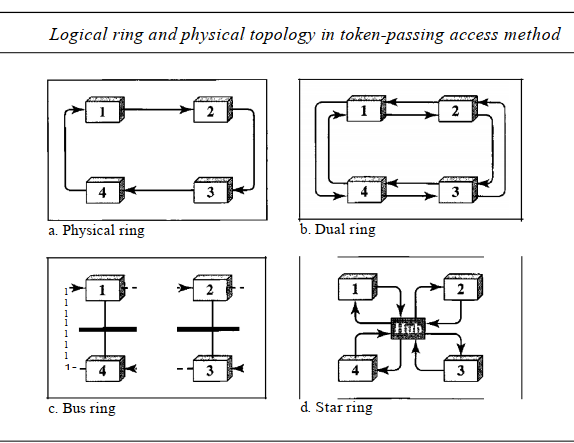 Logical ring and physical topology in token-passing access method
1 2
4 3
a. Physical ring
1 2
4 3
b. Dual ring
1 2
4 3
c. Bus ring
1 2
Hub
4 3
d. Star ring